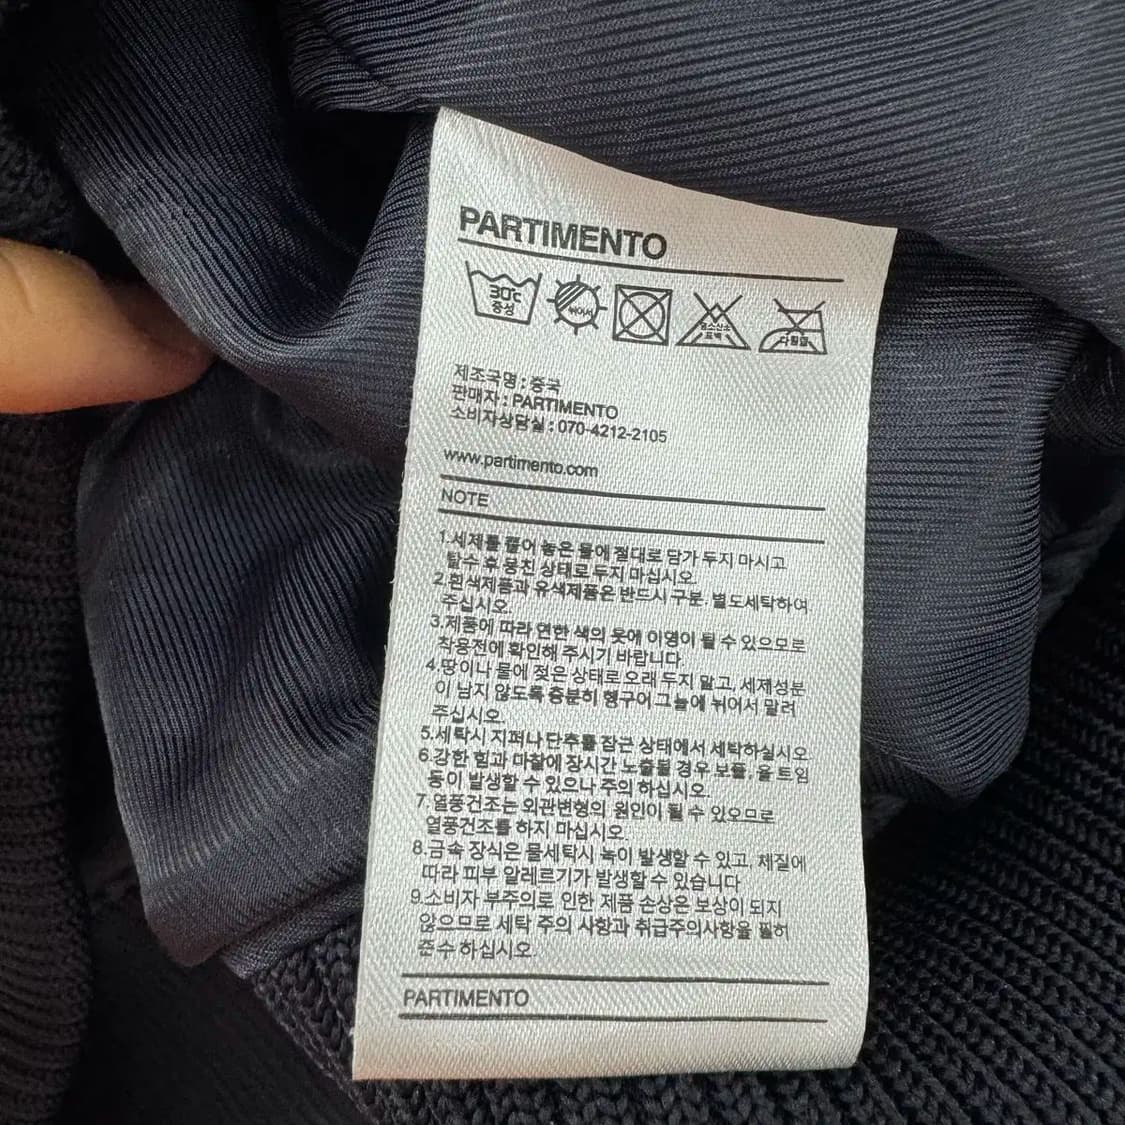 PARTIMENTO
30℃
중성
뉘어서
염소산소
표백
다림질
제조국명 : 중국
판매자 : PARTIMENTO
소비자상담실 : 070-4212-2105
www.partimento.com
NOTE
1.세제를 풀어 놓은 물에 절대로 담가 두지 마시고
탈수 후 뭉친 상태로 두지 마십시오.
2.흰색제품과 유색제품은 반드시 구분. 별도세탁하여
주십시오.
3.제품에 따라 연한 색의 옷에 이염이 될 수 있으므로
착용전에 확인해 주시기 바랍니다.
4.땀이나 물에 젖은 상태로 오래 두지 말고, 세제성분
이 남지 않도록 충분히 헹구어 그늘에 뉘어서 말려
주십시오.
5.세탁시 지퍼나 단추를 잠근 상태에서 세탁하실시오
6.강한 힘과 마찰에 장시간 노출될 경우 보풀, 올 트임
등이 발생할 수 있으나 주의 하십시오.
7.열풍건조는 외관변형의 원인이 될 수 있으므로
열풍건조를 하지 마십시오.
8.금속 장식은 물세탁시 녹이 발생할 수 있고, 체질에
따라 피부 알레르기가 발생할 수 있습니다
9.소비자 부주의로 인한 제품 손상은 보상이 되지
않으므로 세탁 주의 사항과 취급주의사항을 필히
준수 하십시오.
PARTIMENTO